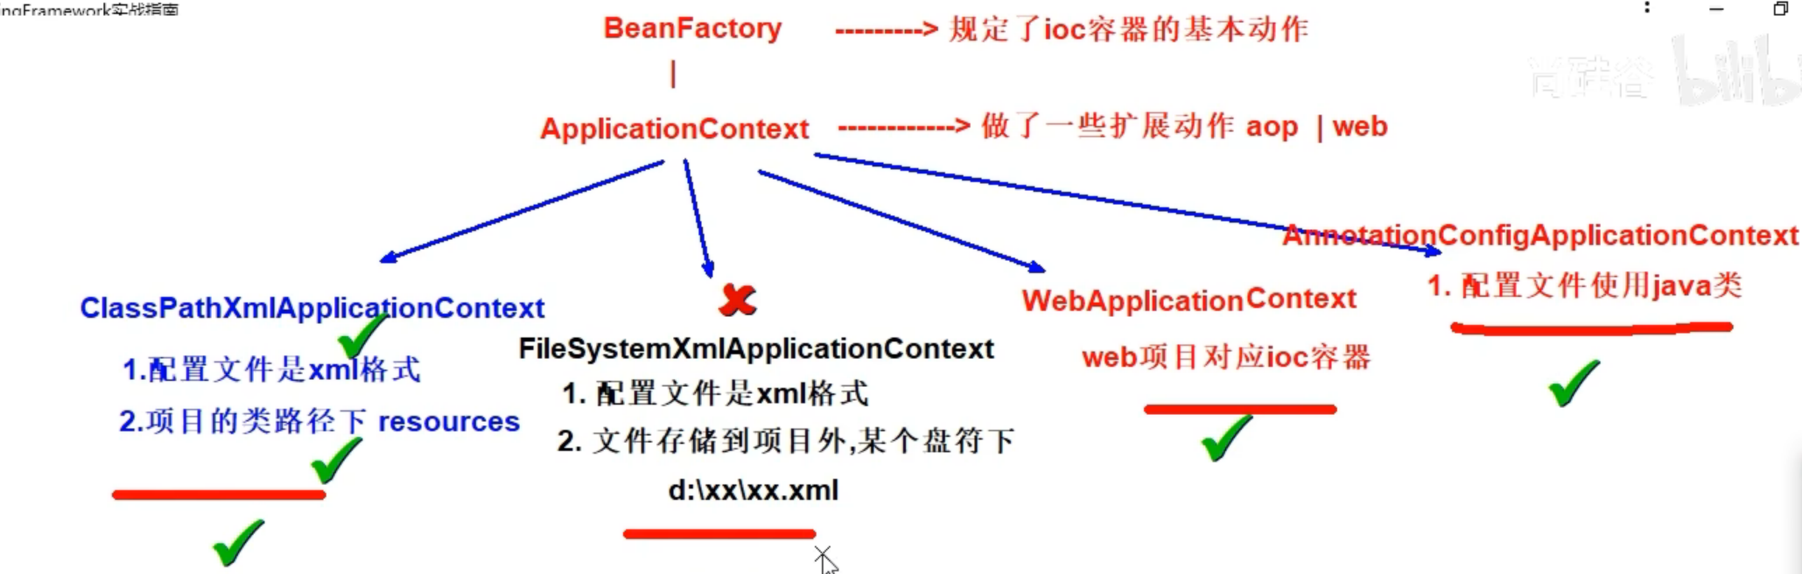 ingFramework实战指南
BeanFactory ---------> 规定了ioc容器的基本动作
|
尚硅谷 bilibili
ApplicationContext ------------> 做了一些扩展动作 aop | web
AnnotationConfigApplicationContext
1. 配置文件使用java类
ClassPathXmlApplicationContext
1.配置文件是xml格式
2.项目的类路径下 resources
FileSystemXmlApplicationContext
1. 配置文件是xml格式
2. 文件存储到项目外,某个盘符下
d:\xx\xx.xml
WebApplicationContext
web项目对应ioc容器